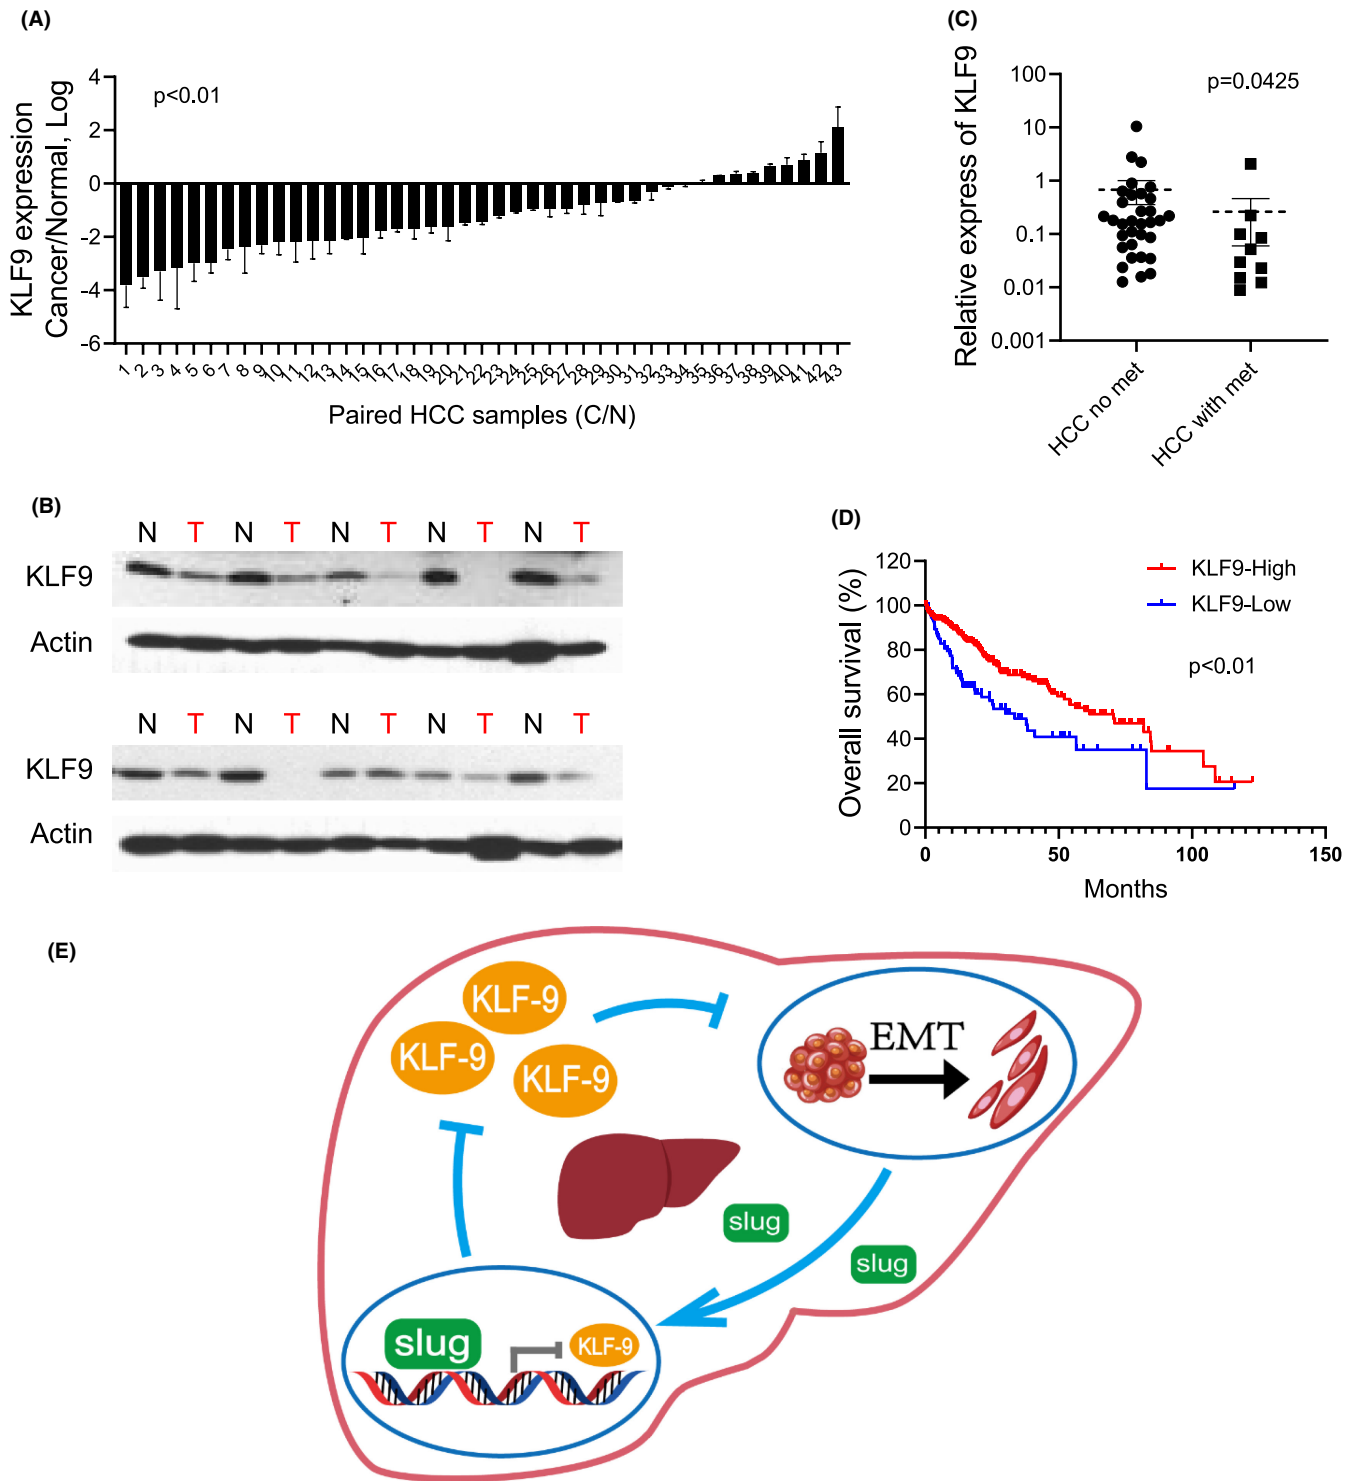 (A)
KLF9 expression
Cancer/Normal, Log
4
2
0
-2
-4
-6
p<0.01
1 2 3 4 5 6 7 8 9 10 11 12 13 14 15 16 17 18 19 20 21 22 23 24 25 26 27 28 29 30 31 32 33 34 35 36 37 38 39 40 41 42 43
Paired HCC samples (C/N)
(C)
Relative express of KLF9
100
10
1
0.1
0.01
0.001
p=0.0425
HCC no met
HCC with met
(B)
N T N T N T N T N T
KLF9
Actin
N T N T N T N T N T
KLF9
Actin
(D)
Overall survival (%)
120
100
80
60
40
20
0
KLF9-High
KLF9-Low
p<0.01
0 50 100 150
Months
(E)
KLF-9
KLF-9
KLF-9
EMT
slug
slug
slug
KLF-9